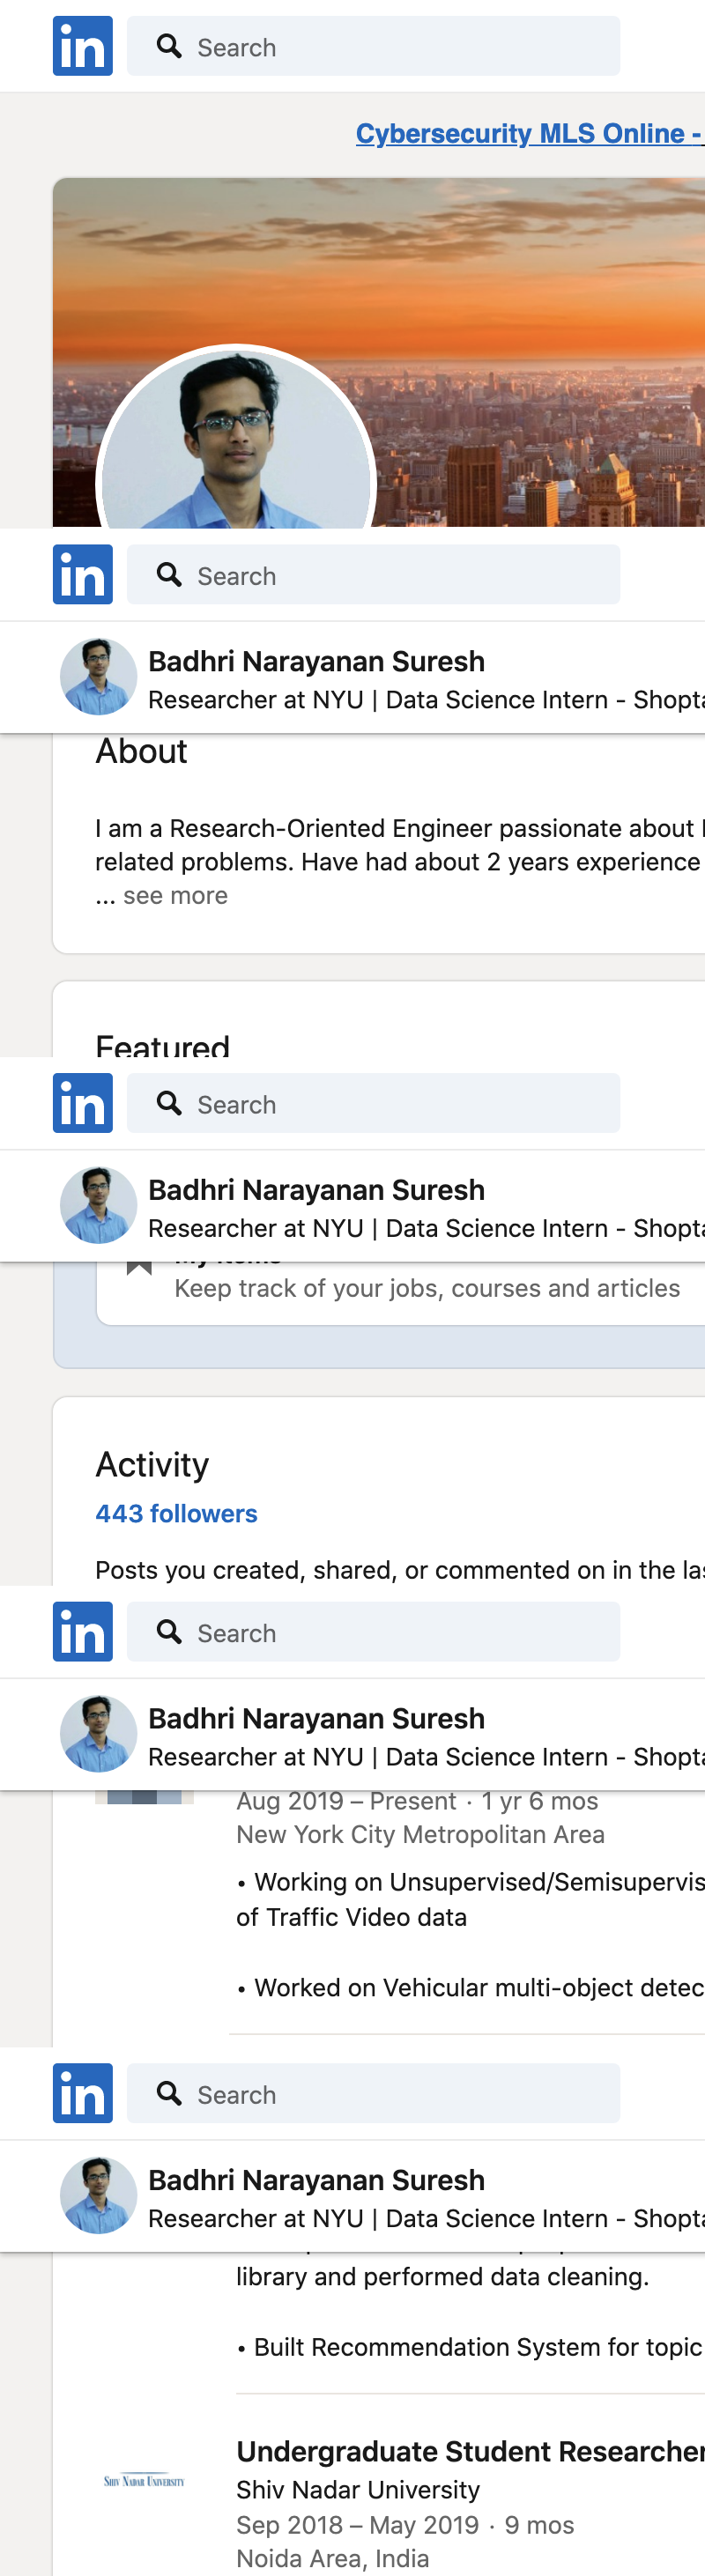 in Search
Cybersecurity MLS Online -
in Search
Badhri Narayanan Suresh
Researcher at NYU | Data Science Intern - Shopta
About
I am a Research-Oriented Engineer passionate about
related problems. Have had about 2 years experience
... see more
Featured
in Search
Badhri Narayanan Suresh
Researcher at NYU | Data Science Intern - Shopta
My items
Keep track of your jobs, courses and articles
Activity
443 followers
Posts you created, shared, or commented on in the las
in Search
Badhri Narayanan Suresh
Researcher at NYU | Data Science Intern - Shopta
Aug 2019 – Present · 1 yr 6 mos
New York City Metropolitan Area
• Working on Unsupervised/Semisupervis
of Traffic Video data
• Worked on Vehicular multi-object detec
in Search
Badhri Narayanan Suresh
Researcher at NYU | Data Science Intern - Shopta
library and performed data cleaning.
• Built Recommendation System for topic
Undergraduate Student Researcher
SHIV NADAR UNIVERSITY
Shiv Nadar University
Sep 2018 – May 2019 · 9 mos
Noida Area, India